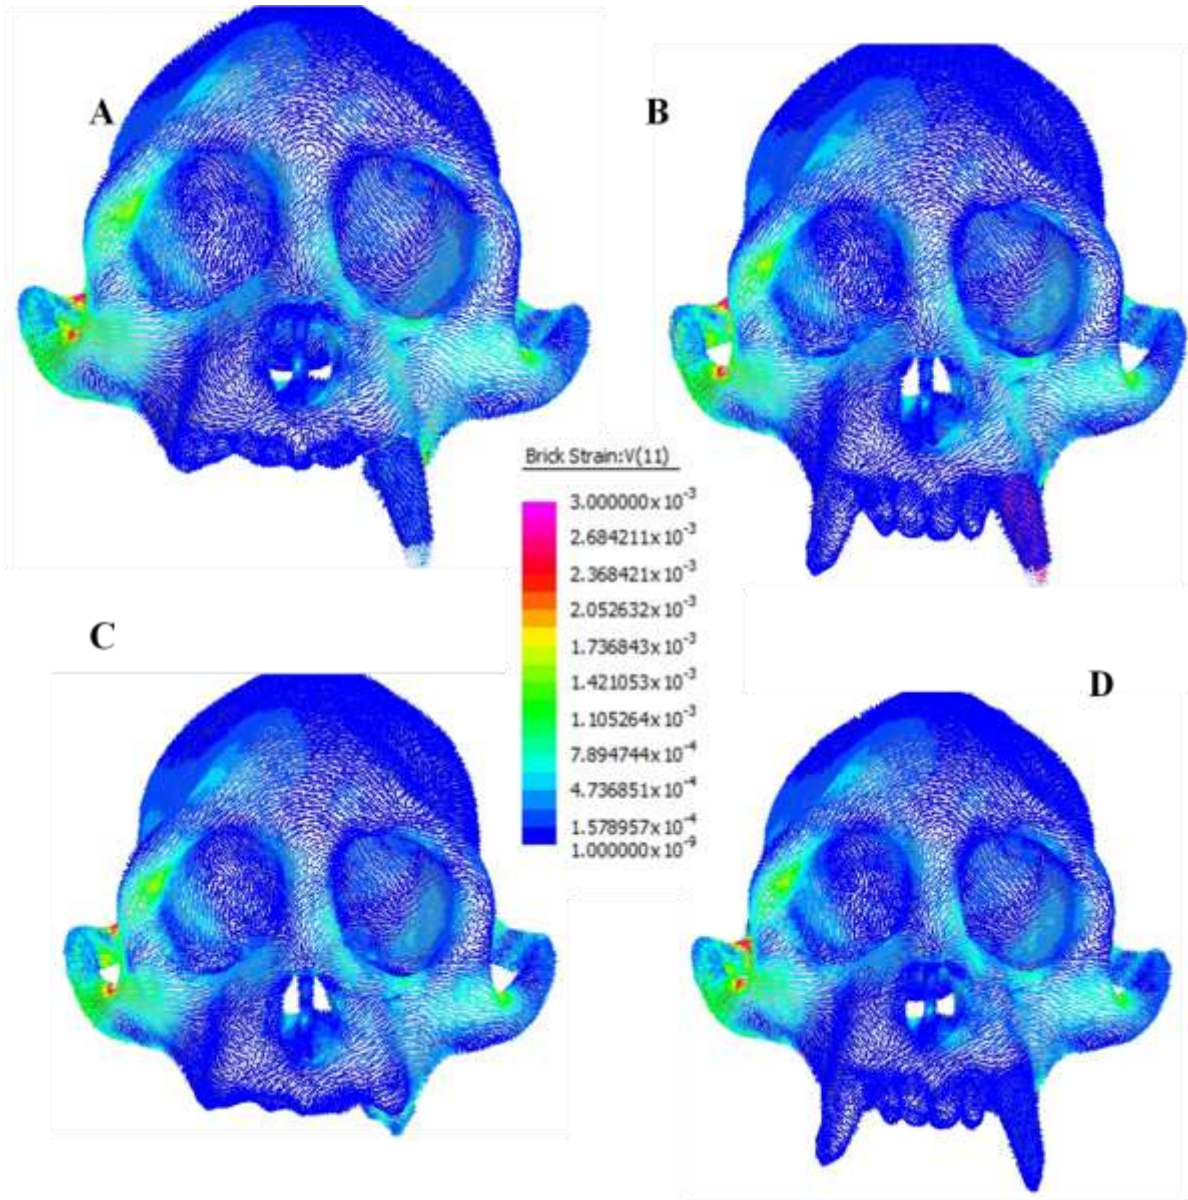 A
B
Brick Strain:V(11)
3.000000x10-3
2.684211x10-3
2.368421x10-3
2.052632x10-3
1.736843x10-3
1.421053x10-3
1.105264x10-3
7.894744x10-4
4.736851x10-4
1.578957x10-4
1.000000x10-9
C
D